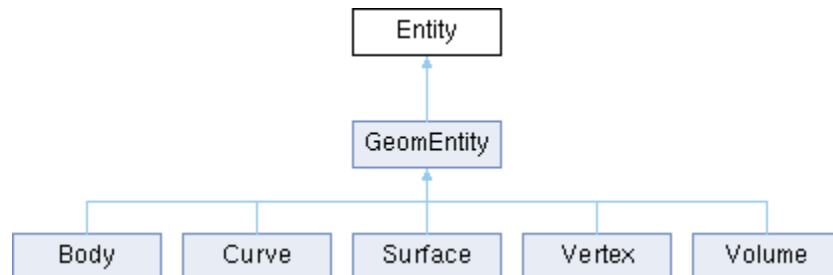 Entity
GeomEntity
Body
Curve
Surface
Vertex
Volume